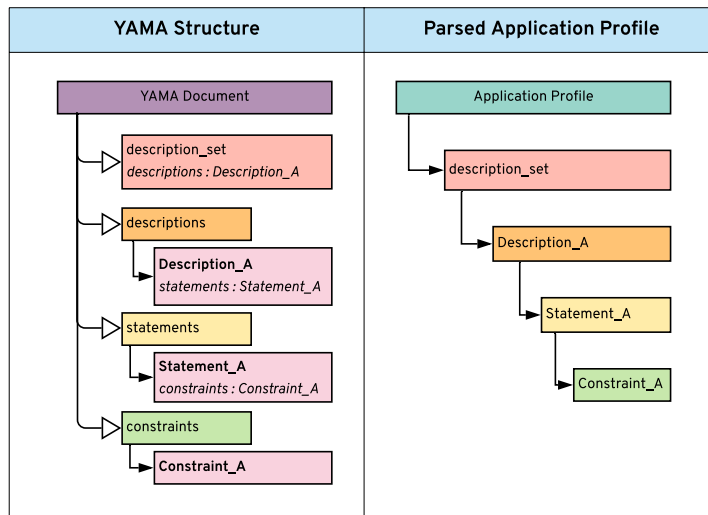 YAMA Structure
Parsed Application Profile
YAMA Document
description_set
descriptions : Description_A
descriptions
Description_A
statements : Statement_A
statements
Statement_A
constraints : Constraint_A
constraints
Constraint_A
Application Profile
description_set
Description_A
Statement_A
Constraint_A